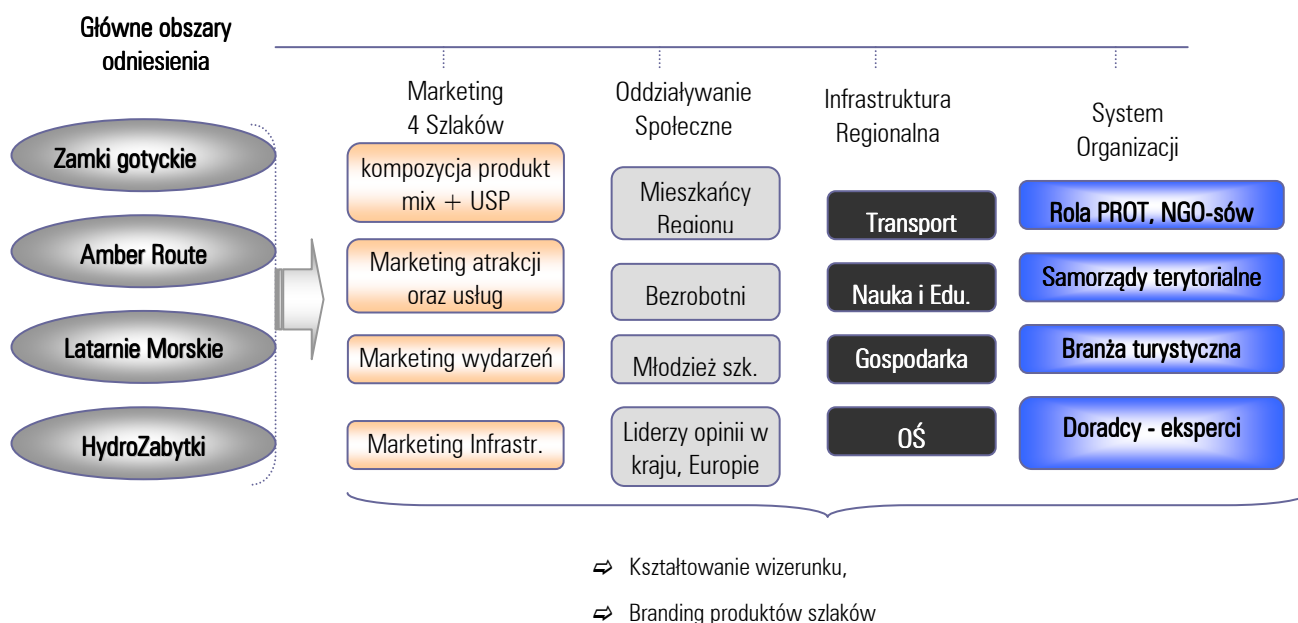 Główne obszary
odniesienia
Marketing
4 Szlaków
Oddziaływanie
Społeczne
Infrastruktura
Regionalna
System
Organizacji
Zamki gotyckie
Amber Route
Latarnie Morskie
HydroZabytki
kompozycja produkt
mix + USP
Marketing atrakcji
oraz usług
Marketing wydarzeń
Marketing Infrastr.
Mieszkańcy
Regionu
Bezrobotni
Młodzież szk.
Liderzy opinii w
kraju, Europie
Transport
Nauka i Edu.
Gospodarka
OŚ
Rola PROT, NGO-sów
Samorządy terytorialne
Branża turystyczna
Doradcy - eksperci
⇨ Kształtowanie wizerunku,
⇨ Branding produktów szlaków